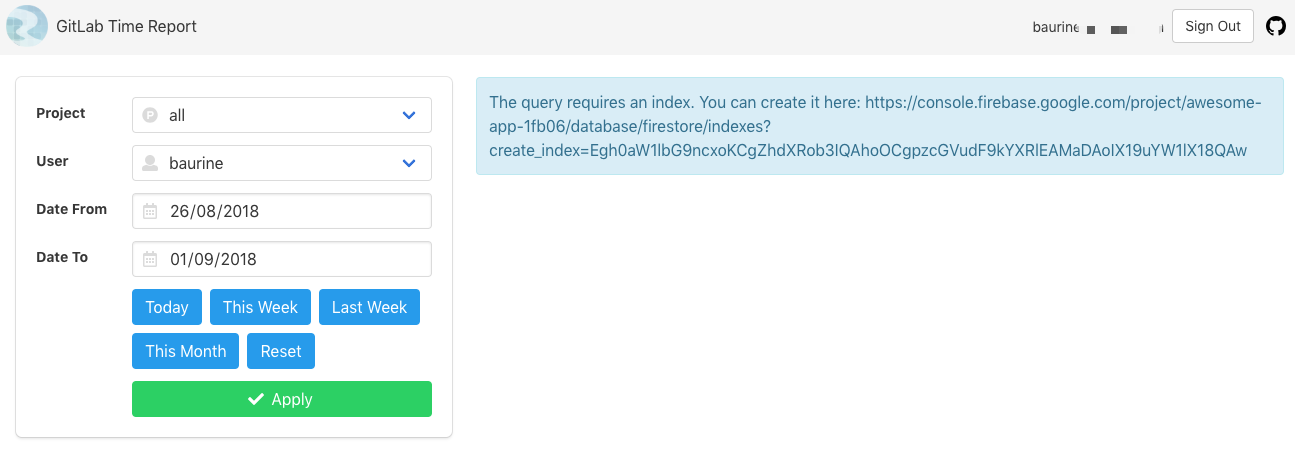 GitLab Time Report
baurine
Sign Out
Project
all
User
baurine
Date From
26/08/2018
Date To
01/09/2018
Today
This Week
Last Week
This Month
Reset
Apply
The query requires an index. You can create it here: https://console.firebase.google.com/project/awesome-
app-1fb06/database/firestore/indexes?
create_index=Egh0aW1lbG9ncxoKCgZhdXRob3IQAhoOCgpzcGVudF9kYXRlEAMaDAoIX19uYW1lX18QAw